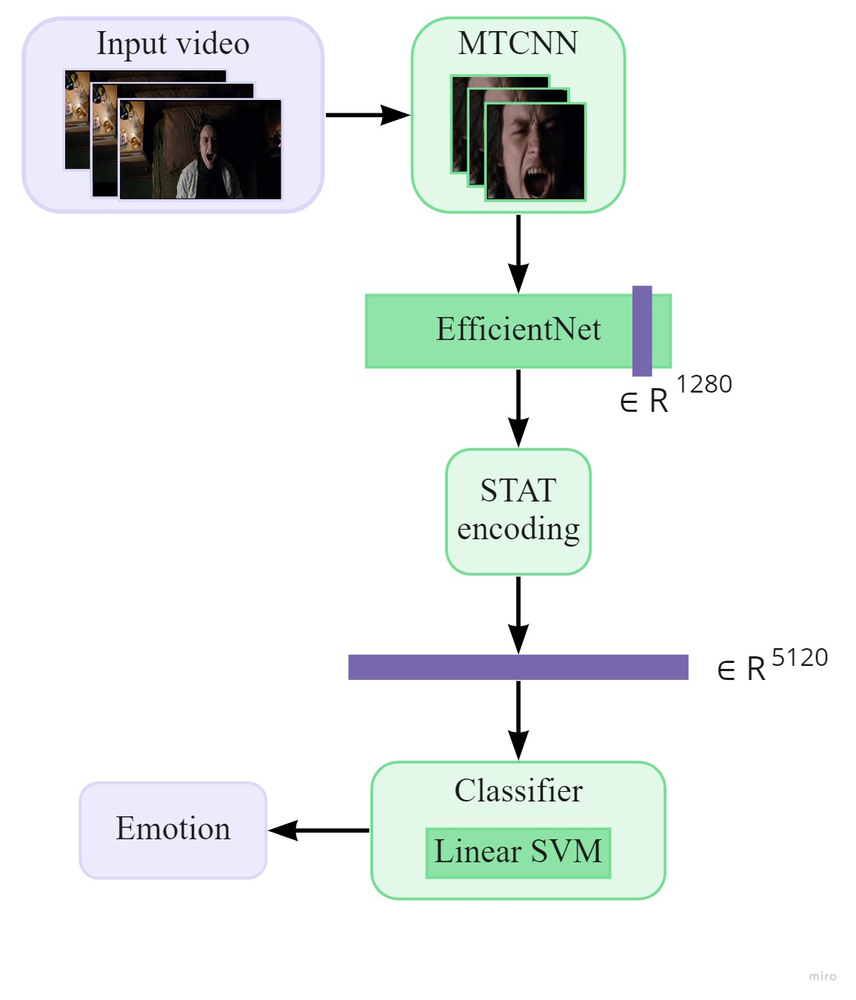 Input video
MTCNN
EfficientNet
∈ R 1280
STAT
encoding
∈ R 5120
Classifier
Linear SVM
Emotion
miro